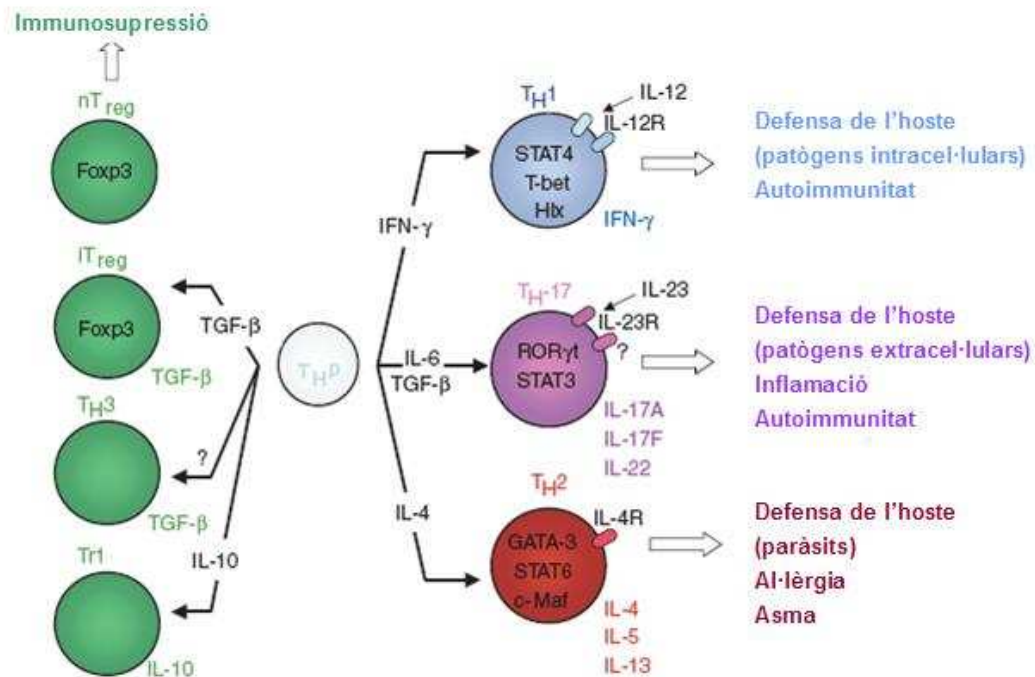 Immunosupressió
nT reg
Foxp3
iT reg
Foxp3
TGF-β
TGF-β
TH3
?
TGF-β
Tr1
IL-10
IL-10
THp
IFN-γ
IL-6
TGF-β
IL-4
TH1
IL-12
IL-12R
STAT4
T-bet
Hlx
IFN-γ
Defensa de l'hoste
(patògens intracel·lulars)
Autoimmunitat
TH-17
IL-23
IL-23R
?
RORγt
STAT3
IL-17A
IL-17F
IL-22
Defensa de l'hoste
(patògens extracel·lulars)
Inflamació
Autoimmunitat
TH2
IL-4R
GATA-3
STAT6
c-Maf
IL-4
IL-5
IL-13
Defensa de l'hoste
(paràsits)
Al·lèrgia
Asma